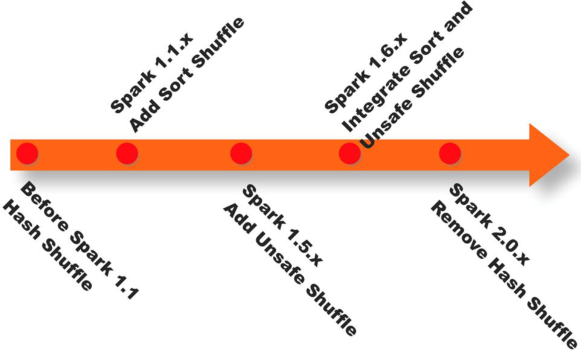 Before Spark 1.1
Hash Shuffle
Spark 1.1.x
Add Sort Shuffle
Spark 1.5.x
Add Unsafe Shuffle
Spark 1.6.x
Integrate Sort and
Unsafe Shuffle
Spark 2.0.x
Remove Hash Shuffle